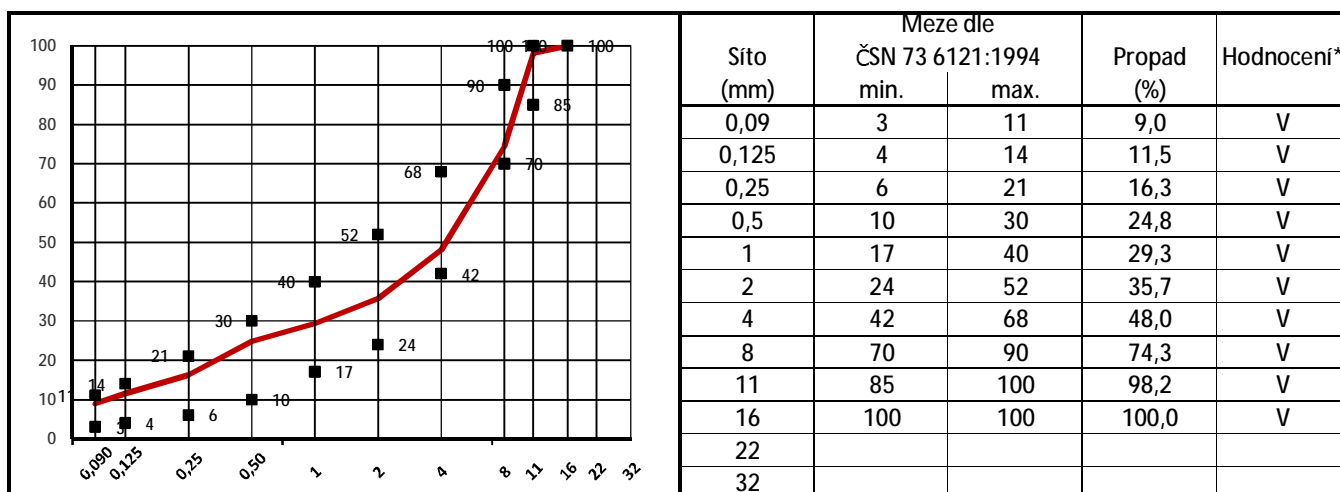 100 100 100 100
90 90
80 85
70 68 70
60
50 52
40 40 42
30 30
20 21 24
10 11 14 10 17
0 3 4 6
0,090 0,125 0,25 0,50 1 2 4 8 11 16 22 32
Meze dle
Síto ČSN 73 6121:1994 Propad Hodnocení*
(mm) min. max. (%)
0,09 3 11 9,0 V
0,125 4 14 11,5 V
0,25 6 21 16,3 V
0,5 10 30 24,8 V
1 17 40 29,3 V
2 24 52 35,7 V
4 42 68 48,0 V
8 70 90 74,3 V
11 85 100 98,2 V
16 100 100 100,0 V
22
32